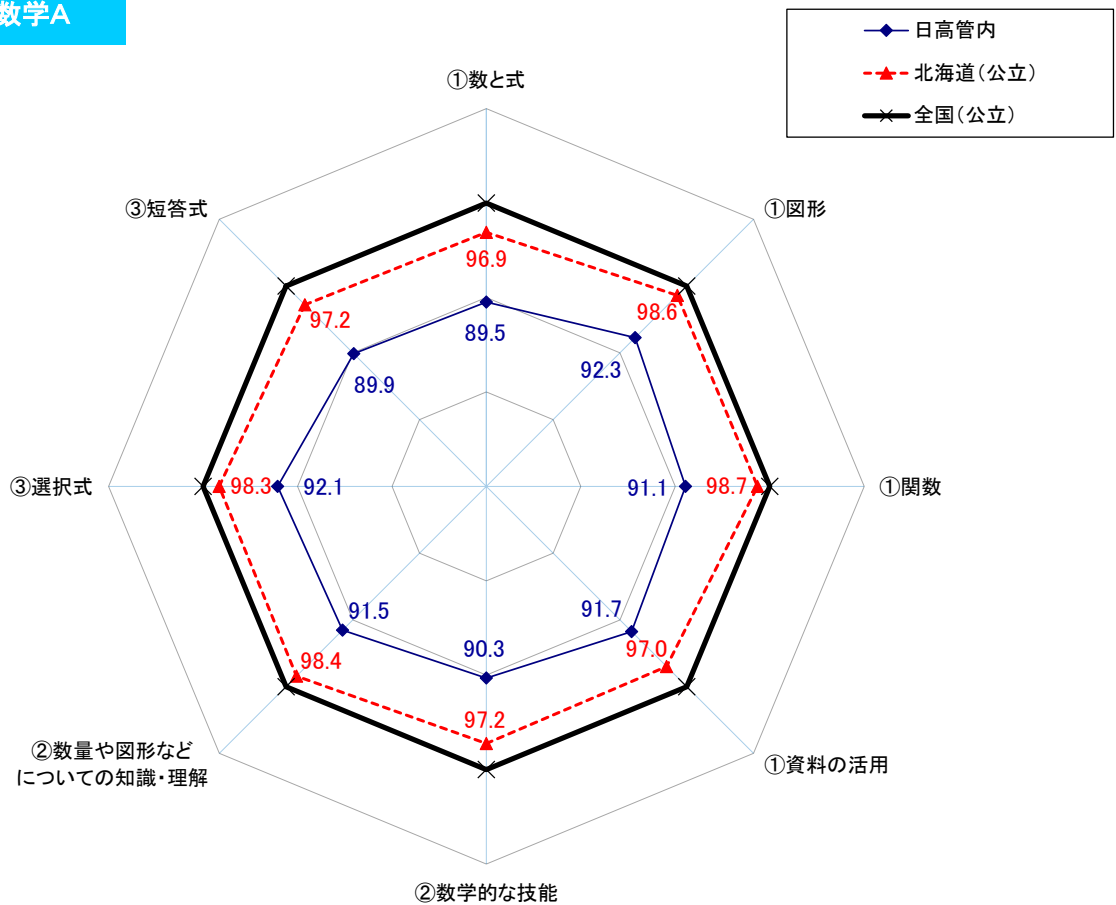 数学A
日高管内
北海道(公立)
全国(公立)
①数と式
③短答式
①図形
96.9
98.6
97.2
89.5
92.3
89.9
③選択式
98.3
92.1
91.1
98.7
①関数
91.5
91.7
90.3
98.4
97.0
97.2
②数量や図形など
についての知識・理解
①資料の活用
②数学的な技能